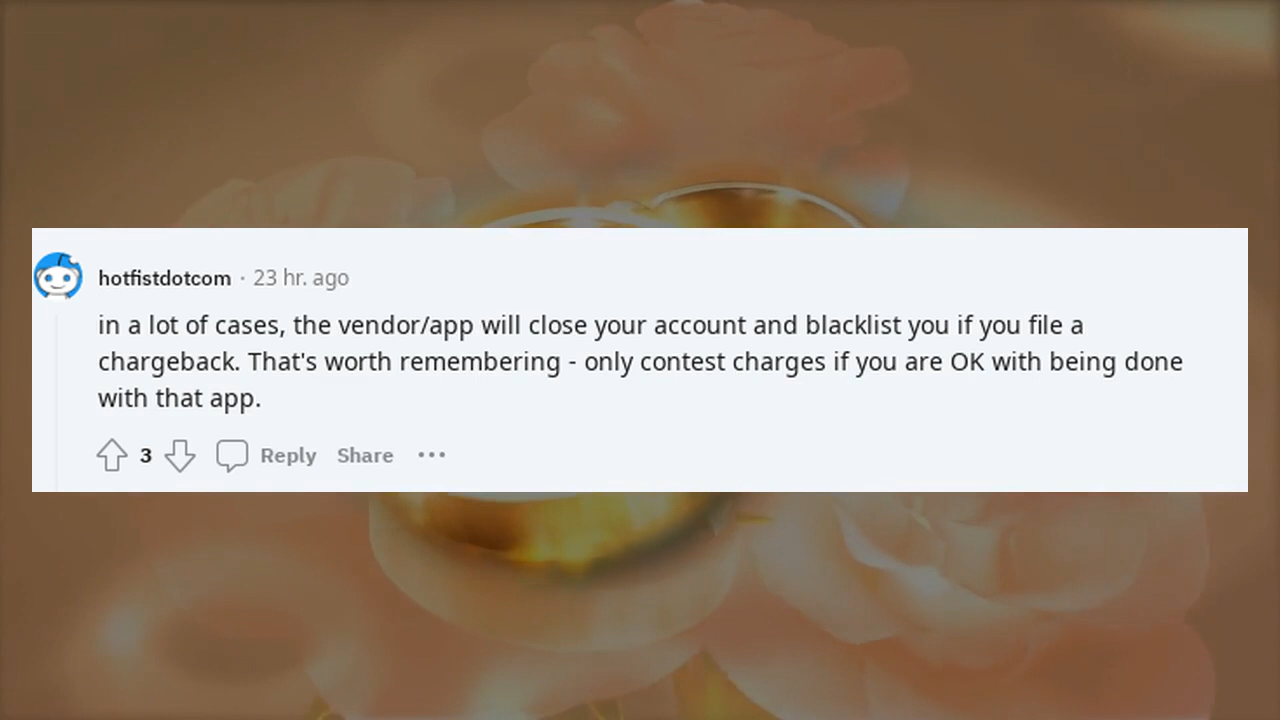 hotfistdotcom · 23 hr. ago
in a lot of cases, the vendor/app will close your account and blacklist you if you file a
chargeback. That's worth remembering - only contest charges if you are OK with being done
with that app.
3 Reply Share